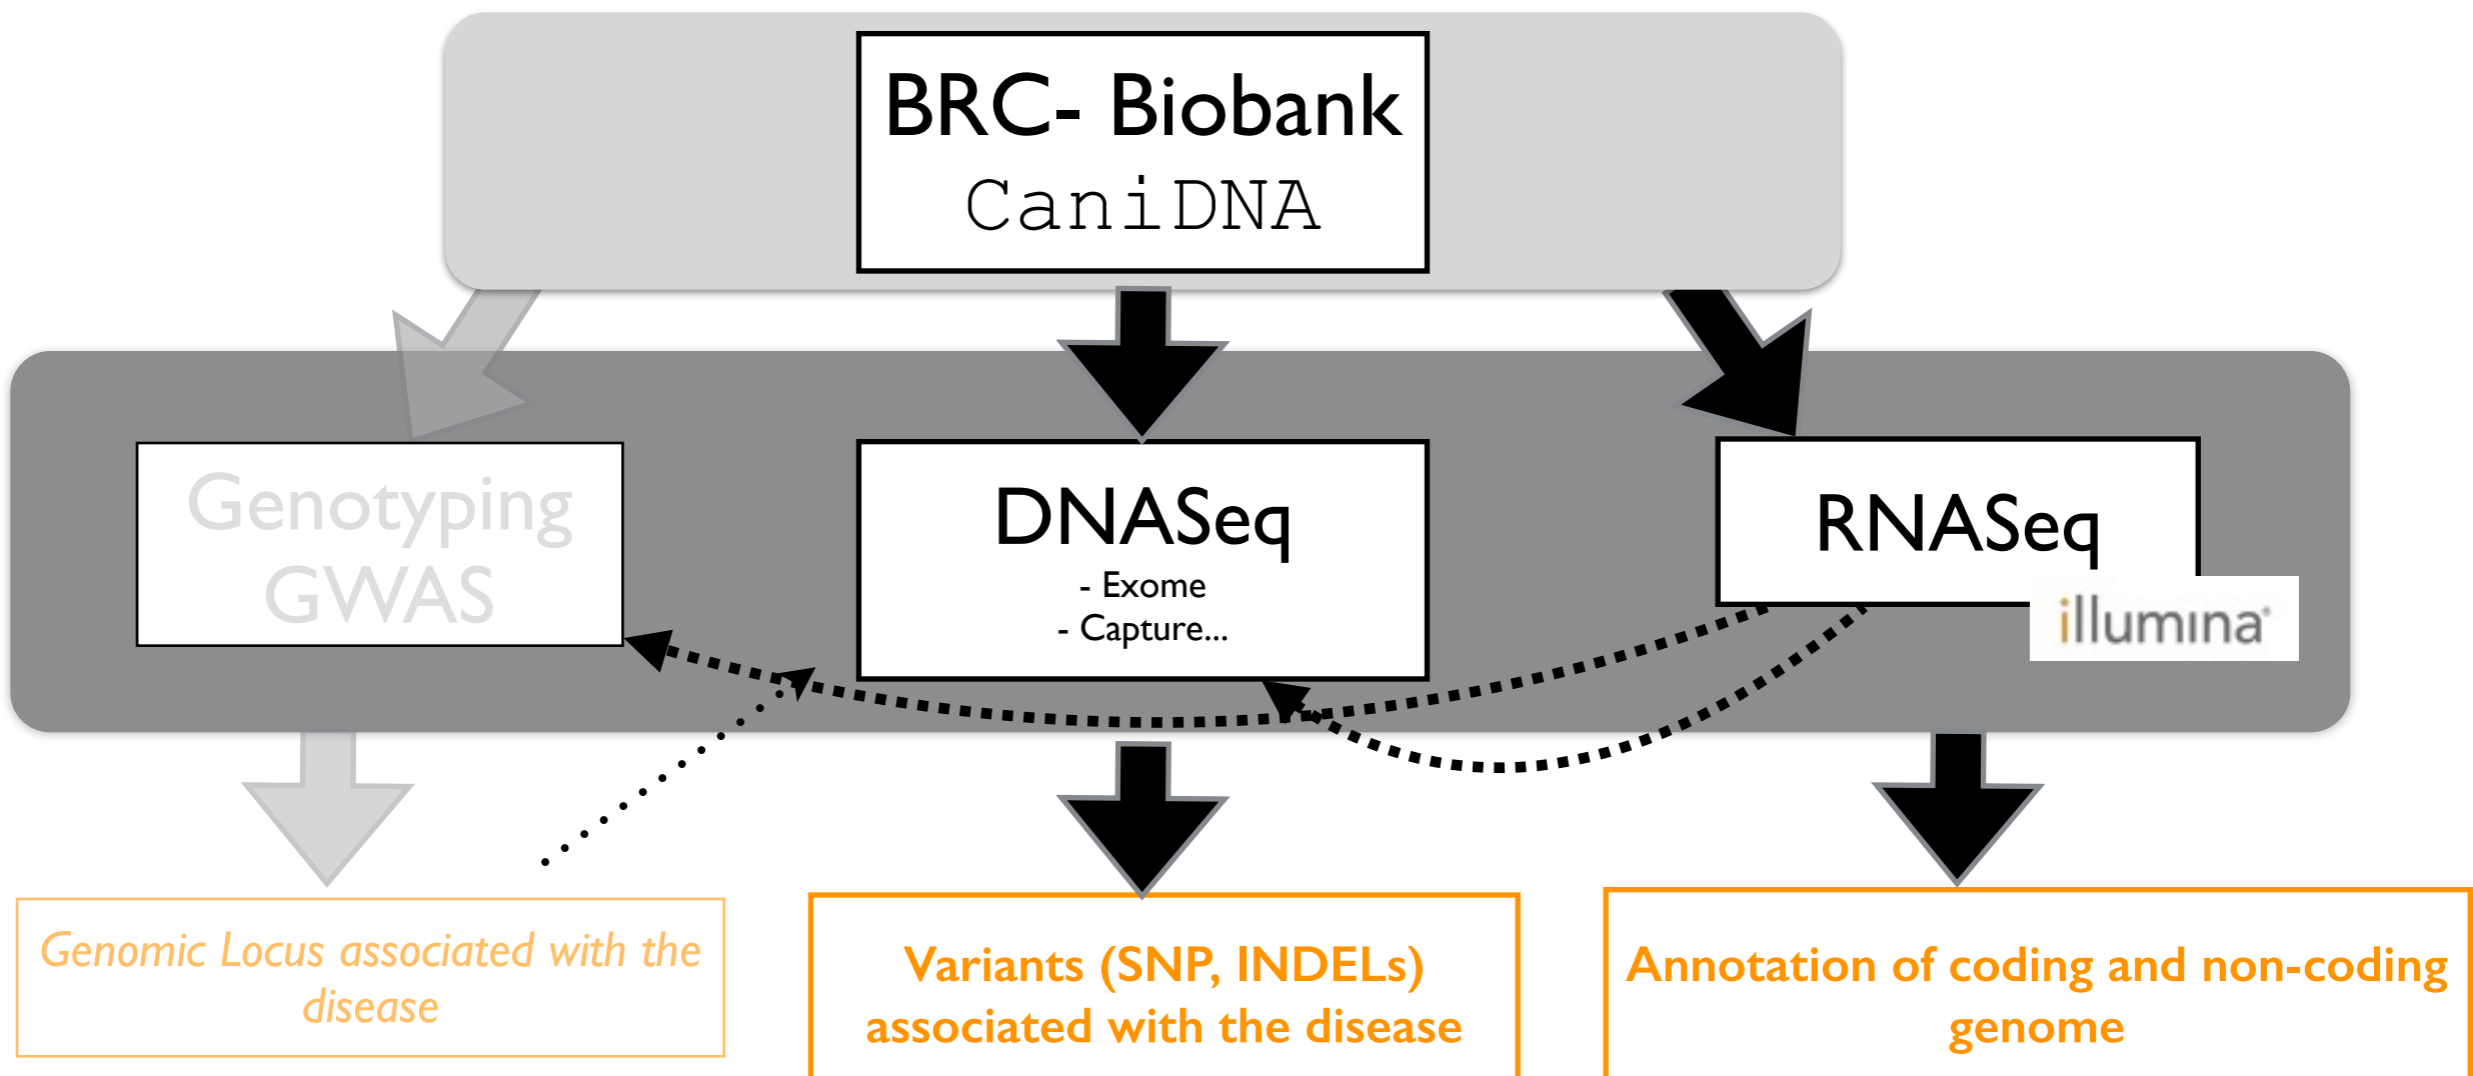 BRC- Biobank
CaniDNA
Genotyping
GWAS
DNASeq
- Exome
- Capture...
RNASeq
illumina®
Genomic Locus associated with the
disease
Variants (SNP, INDELs)
associated with the disease
Annotation of coding and non-coding
genome